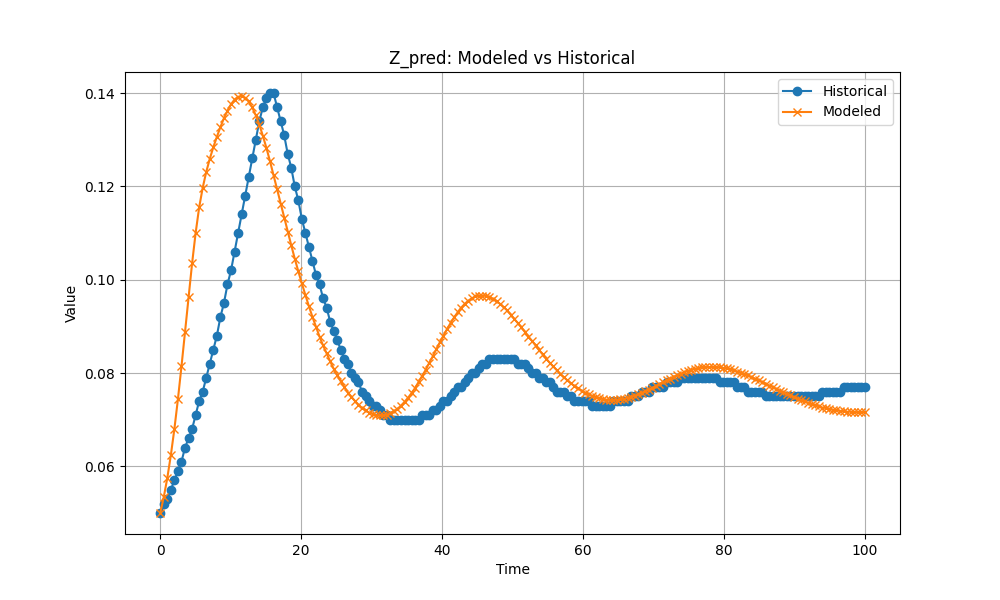 Z_pred: Modeled vs Historical
Historical
Modeled
0.14
0.12
0.10
0.08
0.06
Value
0 20 40 60 80 100
Time